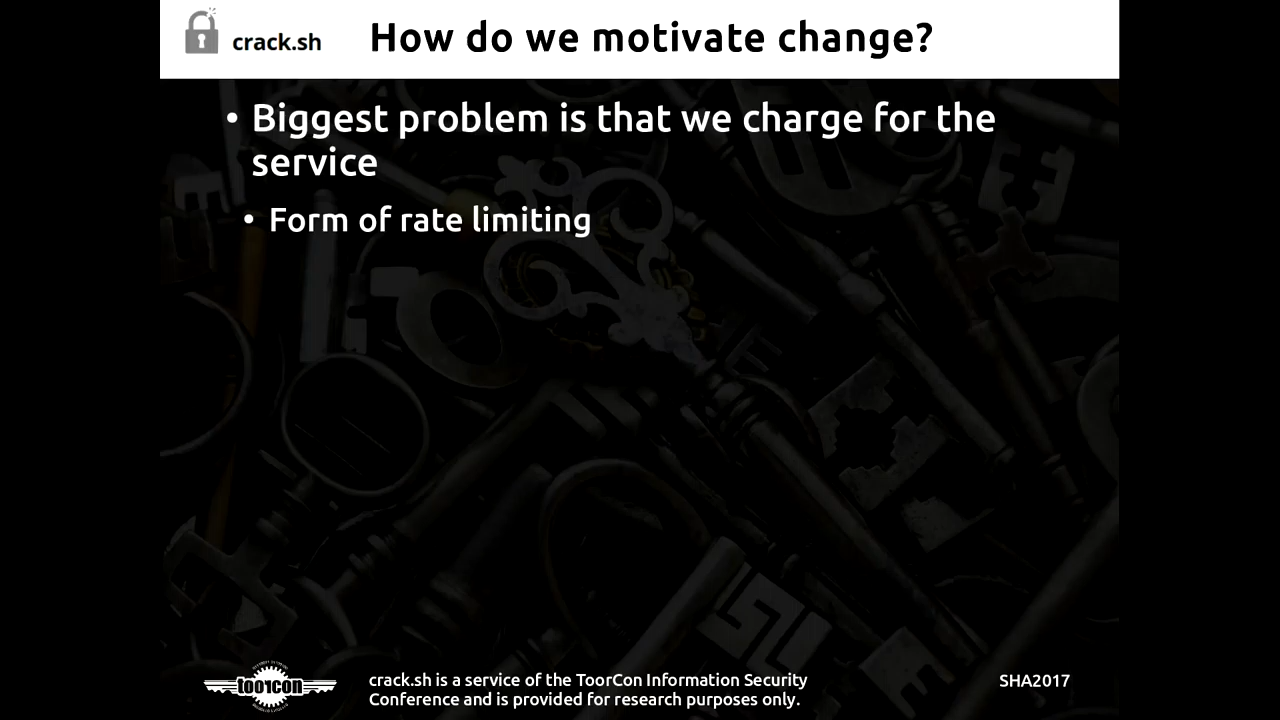 crack.sh
How do we motivate change?
• Biggest problem is that we charge for the
service
• Form of rate limiting
toorcon
crack.sh is a service of the ToorCon Information Security
Conference and is provided for research purposes only.
SHA2017